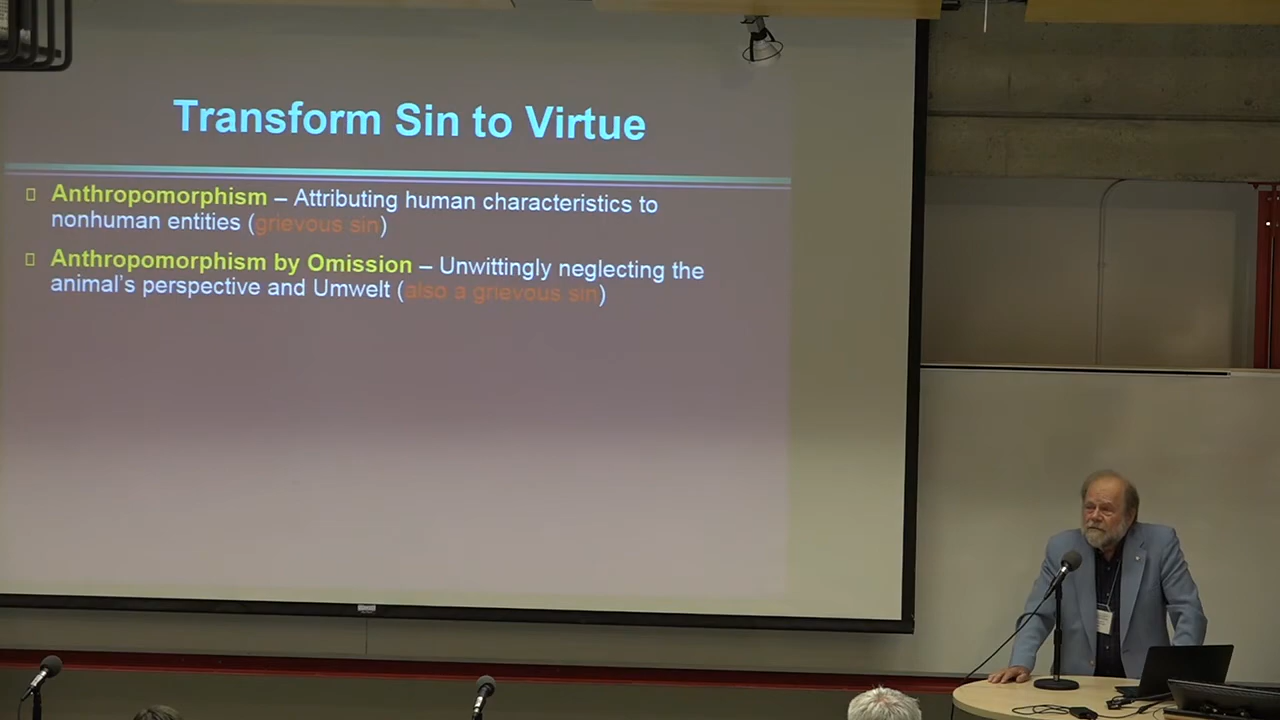 Transform Sin to Virtue
Anthropomorphism – Attributing human characteristics to
nonhuman entities (grievous sin)
Anthropomorphism by Omission – Unwittingly neglecting the
animal's perspective and Umwelt (also a grievous sin)